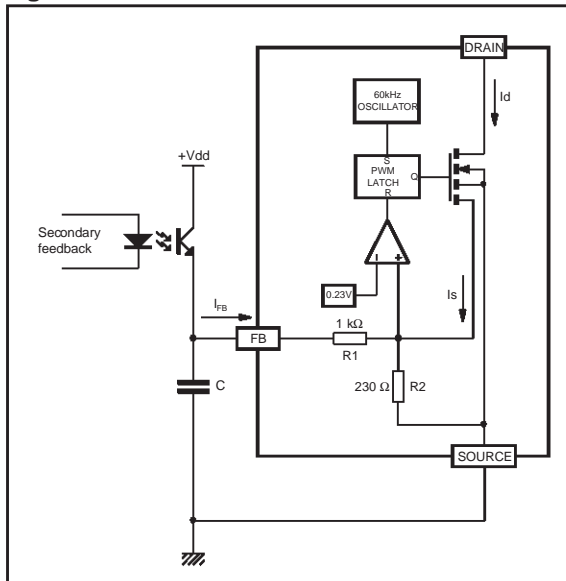 DRAIN
60kHz
OSCILLATOR
Id
+Vdd
S
PWM
LATCH
Q
R
Secondary
feedback
0.23V
Is
IFB
1 kΩ
FB
R1
C
230 Ω
R2
SOURCE